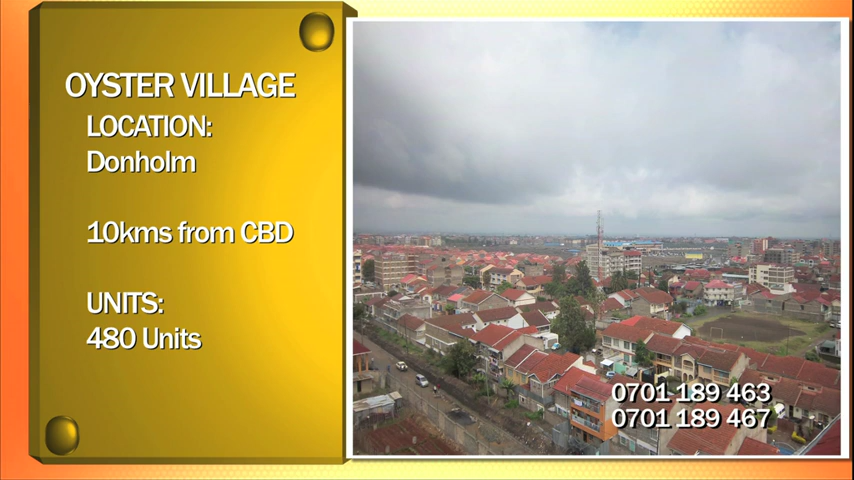 OYSTER VILLAGE
LOCATION:
Donholm
10kms from CBD
UNITS:
480 Units
0701 189 463
0701 189 467